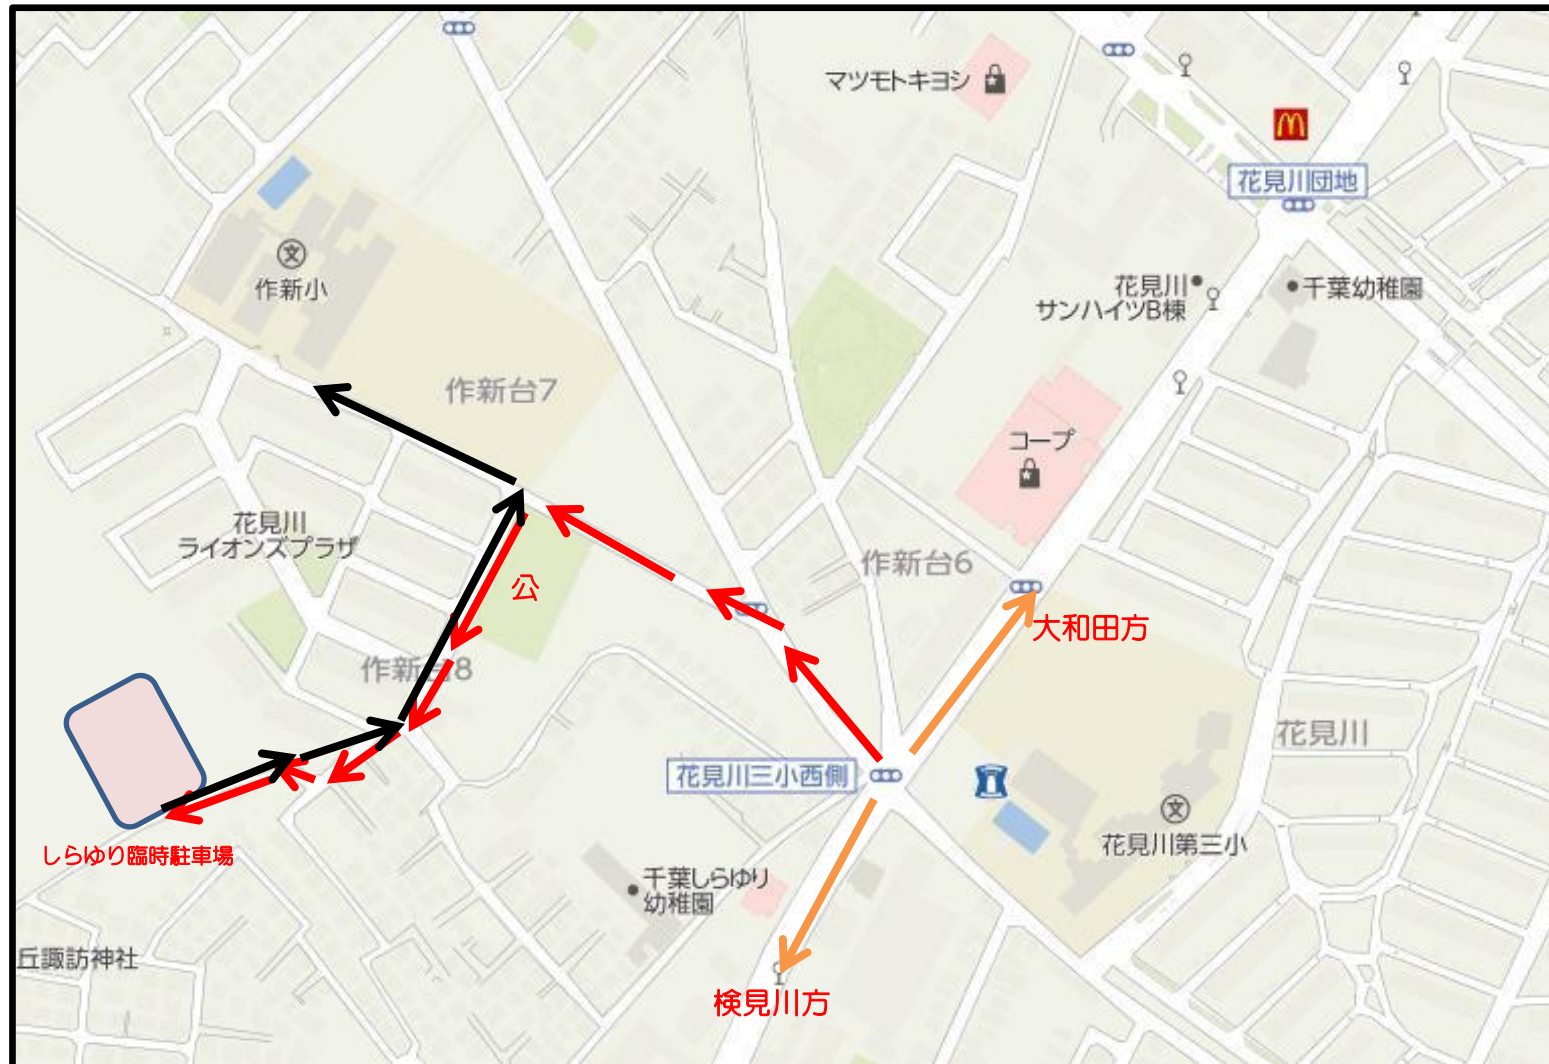 マツモトキヨシ
花見川団地
文
作新小
花見川
サンハイツB棟
千葉幼稚園
作新台7
コープ
花見川
ライオンズプラザ
作新台6
公
大和田方
作新台8
花見川
花見川三小西側
文
花見川第三小
しらゆり臨時駐車場
千葉しらゆり
幼稚園
丘諏訪神社
検見川方